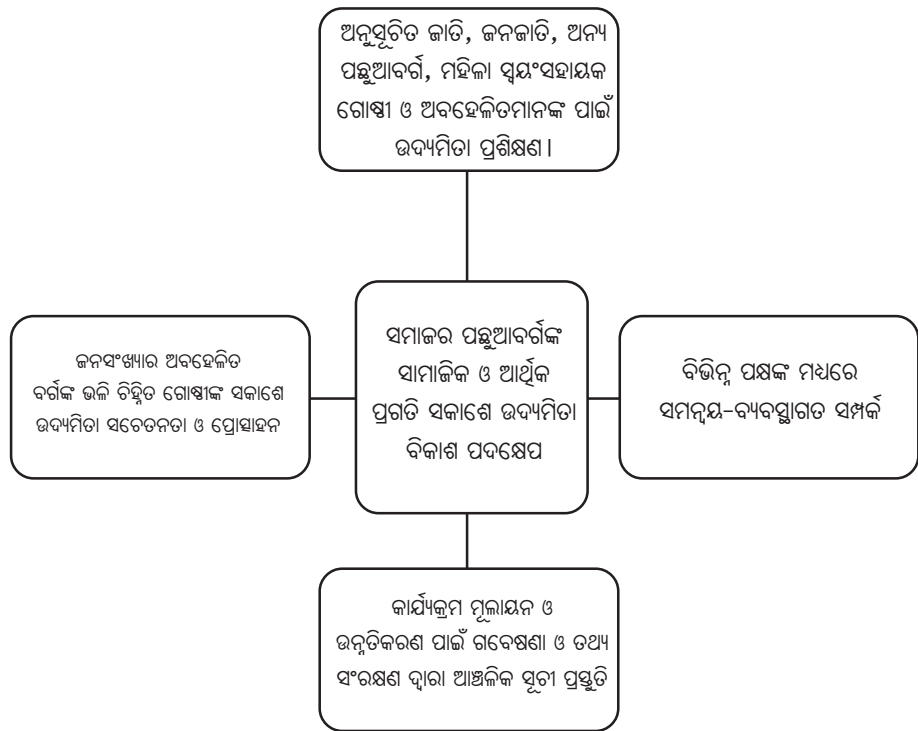 ଅନୁସୂଚିତ ଜାତି, ଜନଜାତି, ଅନ୍ୟ
ପଛୁଆବର୍ଗ, ମହିଳା ସ୍ୱୟଂସହାୟକ
ଗୋଷ୍ଠୀ ଓ ଅବହେଳିତମାନଙ୍କ ପାଇଁ
ଉଦ୍ୟମିତା ପ୍ରଶିକ୍ଷଣ।
ଜନସଂଖ୍ୟାର ଅବହେଳିତ
ବର୍ଗଙ୍କ ଭଳି ଚିହ୍ନିତ ଗୋଷ୍ଠୀଙ୍କ ସକାଶେ
ଉଦ୍ୟମିତା ସଚେତନତା ଓ ପ୍ରୋତ୍ସାହନ
ସମାଜର ପଛୁଆବର୍ଗଙ୍କ
ସାମାଜିକ ଓ ଆର୍ଥିକ
ପ୍ରଗତି ସକାଶେ ଉଦ୍ୟମିତା
ବିକାଶ ପଦକ୍ଷେପ
ବିଭିନ୍ନ ପକ୍ଷଙ୍କ ମଧ୍ୟରେ
ସମନ୍ୱୟ-ବ୍ୟବସ୍ଥାଗତ ସମ୍ପର୍କ
କାର୍ଯ୍ୟକ୍ରମ ମୂଲାୟନ ଓ
ଉନ୍ନତିକରଣ ପାଇଁ ଗବେଷଣା ଓ ତଥ୍ୟ
ସଂରକ୍ଷଣ ଦ୍ୱାରା ଆଞ୍ଚଳିକ ସୂଚୀ ପ୍ରସ୍ତୁତି